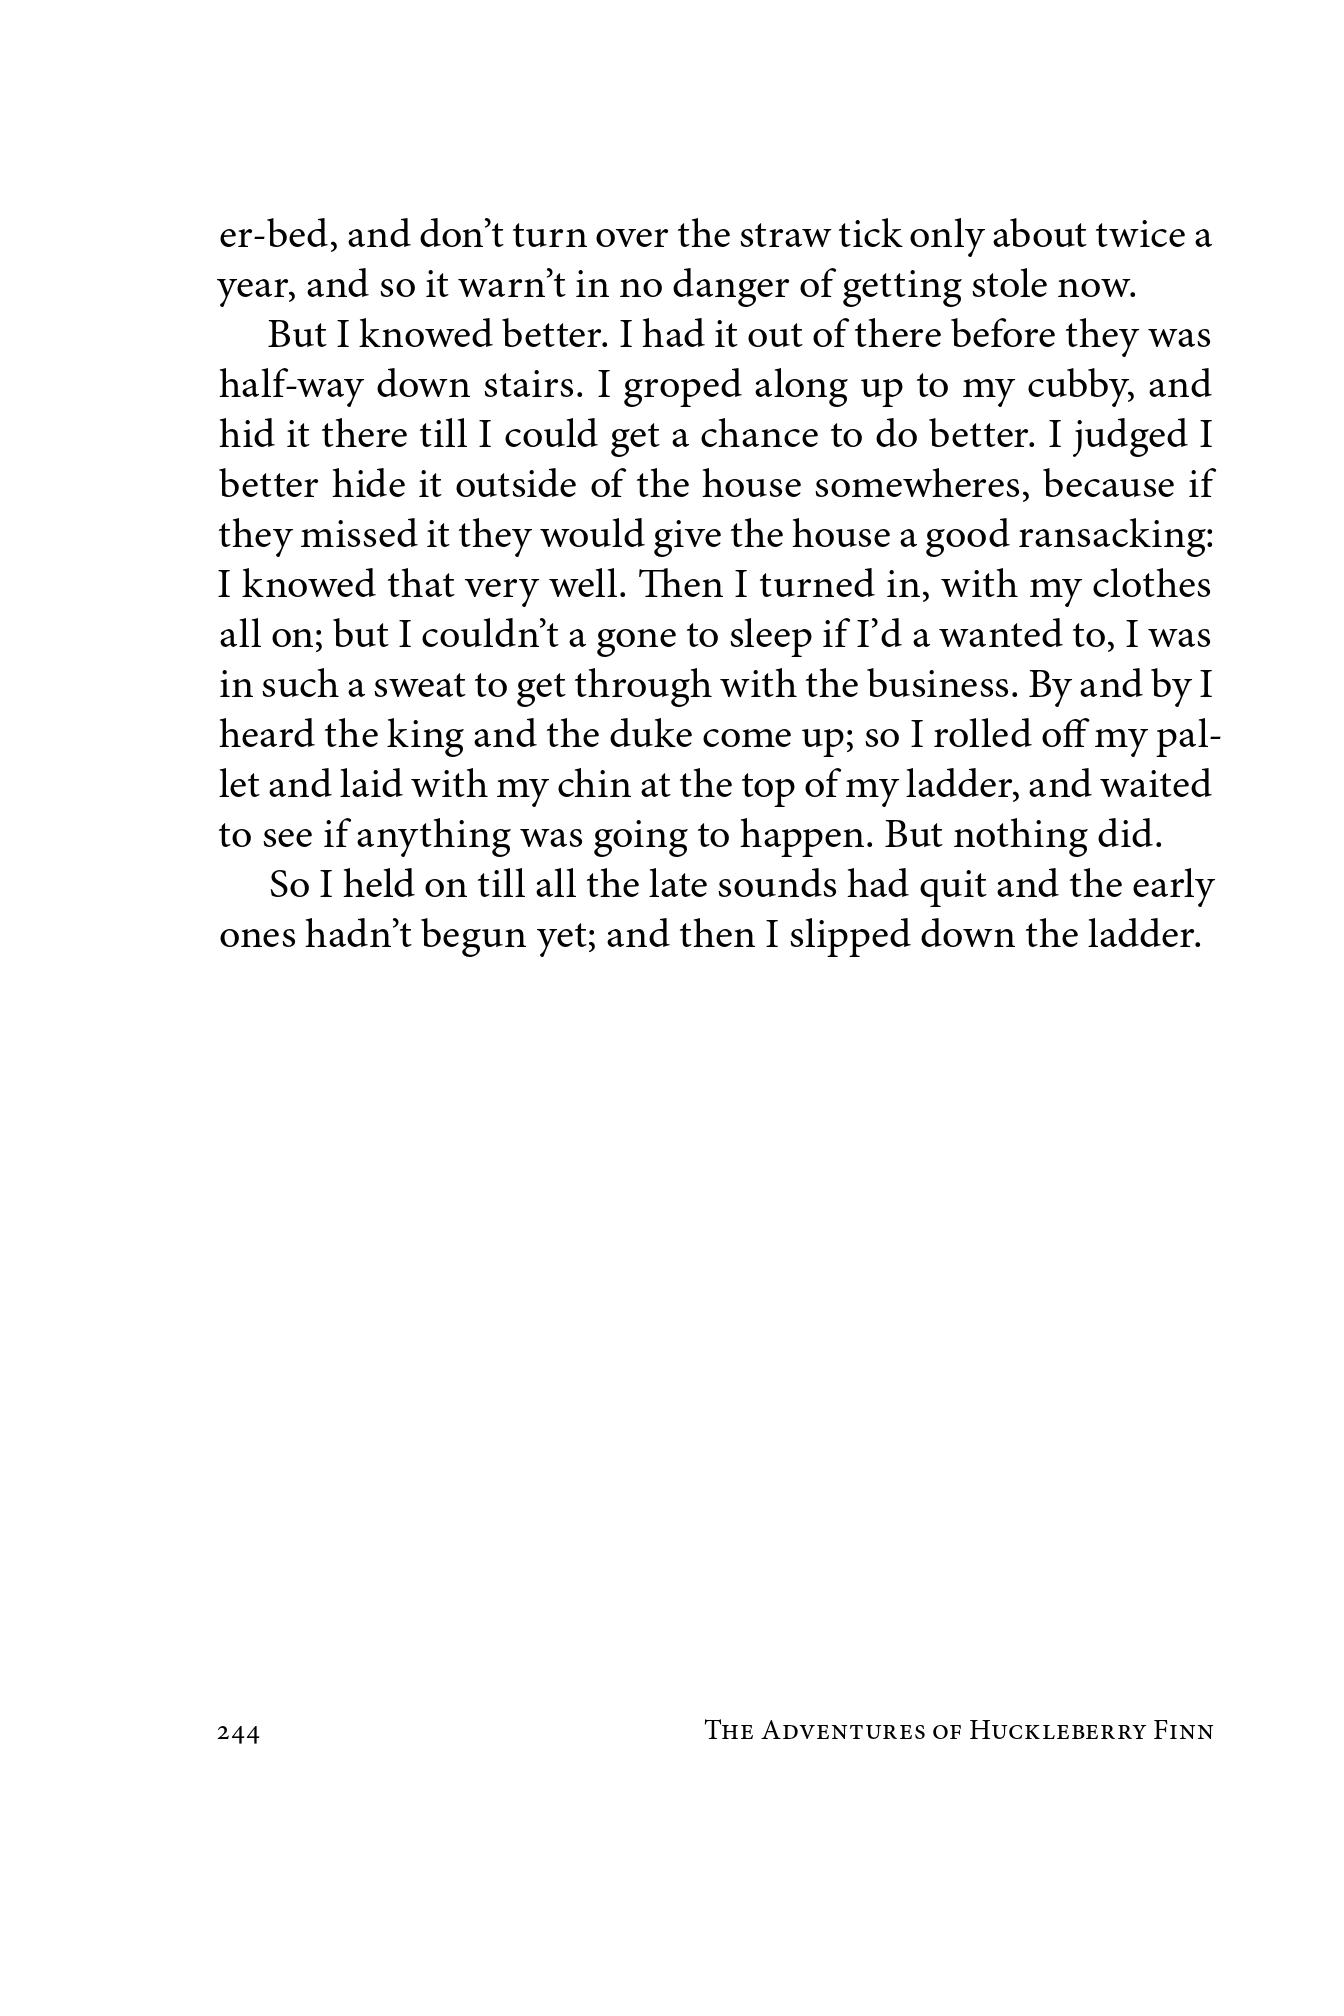 er-bed, and don’t turn over the straw tick only about twice a
year, and so it warn’t in no danger of getting stole now.
But I knowed better. I had it out of there before they was
half-way down stairs. I groped along up to my cubby, and
hid it there till I could get a chance to do better. I judged I
better hide it outside of the house somewheres, because if
they missed it they would give the house a good ransacking:
I knowed that very well. Then I turned in, with my clothes
all on; but I couldn’t a gone to sleep if I’d a wanted to, I was
in such a sweat to get through with the business. By and by I
heard the king and the duke come up; so I rolled off my pal-
let and laid with my chin at the top of my ladder, and waited
to see if anything was going to happen. But nothing did.
So I held on till all the late sounds had quit and the early
ones hadn’t begun yet; and then I slipped down the ladder.
244 The Adventures of Huckleberry Finn